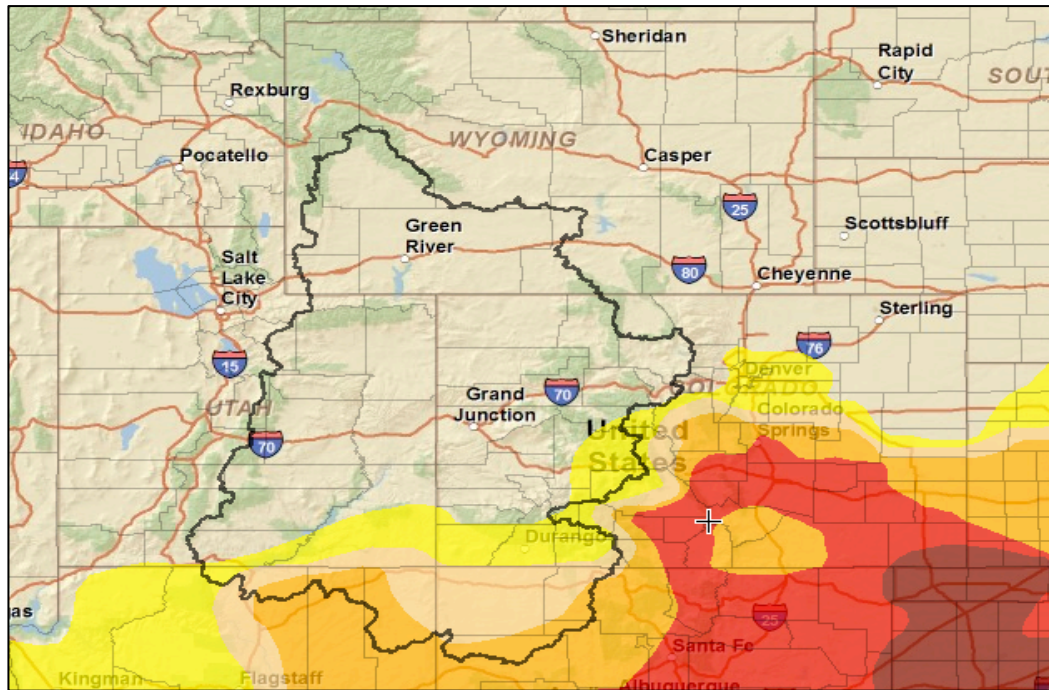 Sheridan
Rapid
City
SOUT
Rexburg
IDAHO
WYOMING
Pocatello
Casper
4
25
Green
River
Scottsbluff
Salt
Lake
City
80
Cheyenne
Sterling
15
76
Denver
Grand
Junction
70
COLORADO
UTAH
Colorado
Springs
70
United
States
Durango
gas
25
Santa Fe
Kingman
Flagstaff
Albuquerque